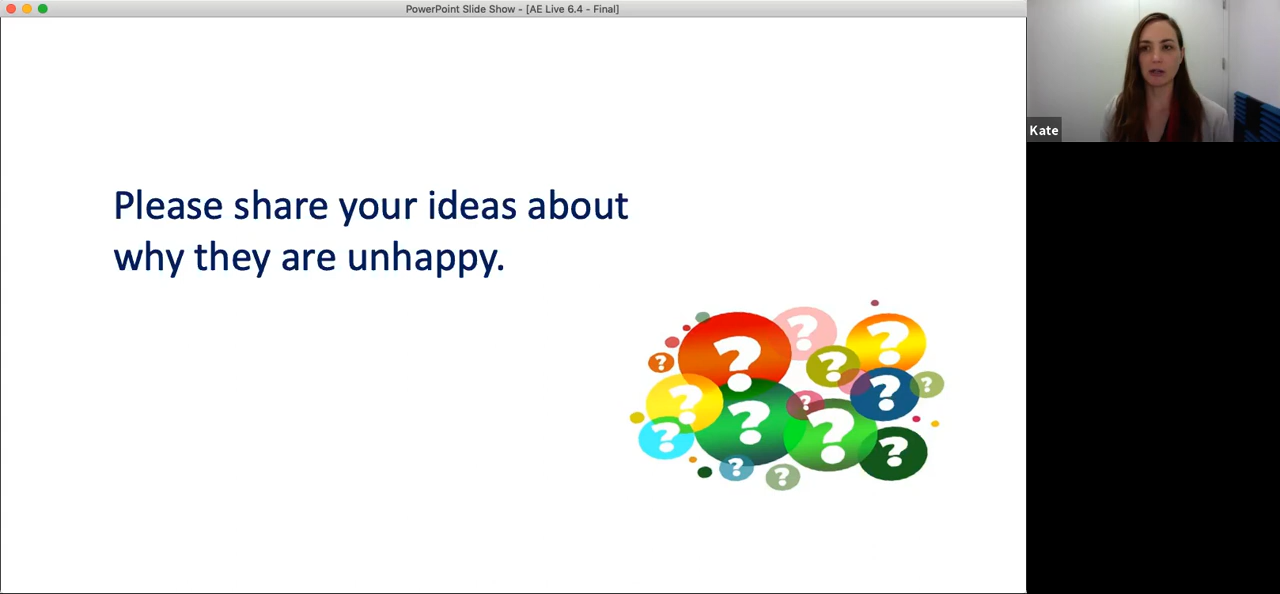 PowerPoint Slide Show - [AE Live 6.4 - Final]
Kate
Please share your ideas about
why they are unhappy.
? ? ? ? ? ? ? ? ? ? ? ? ? ?